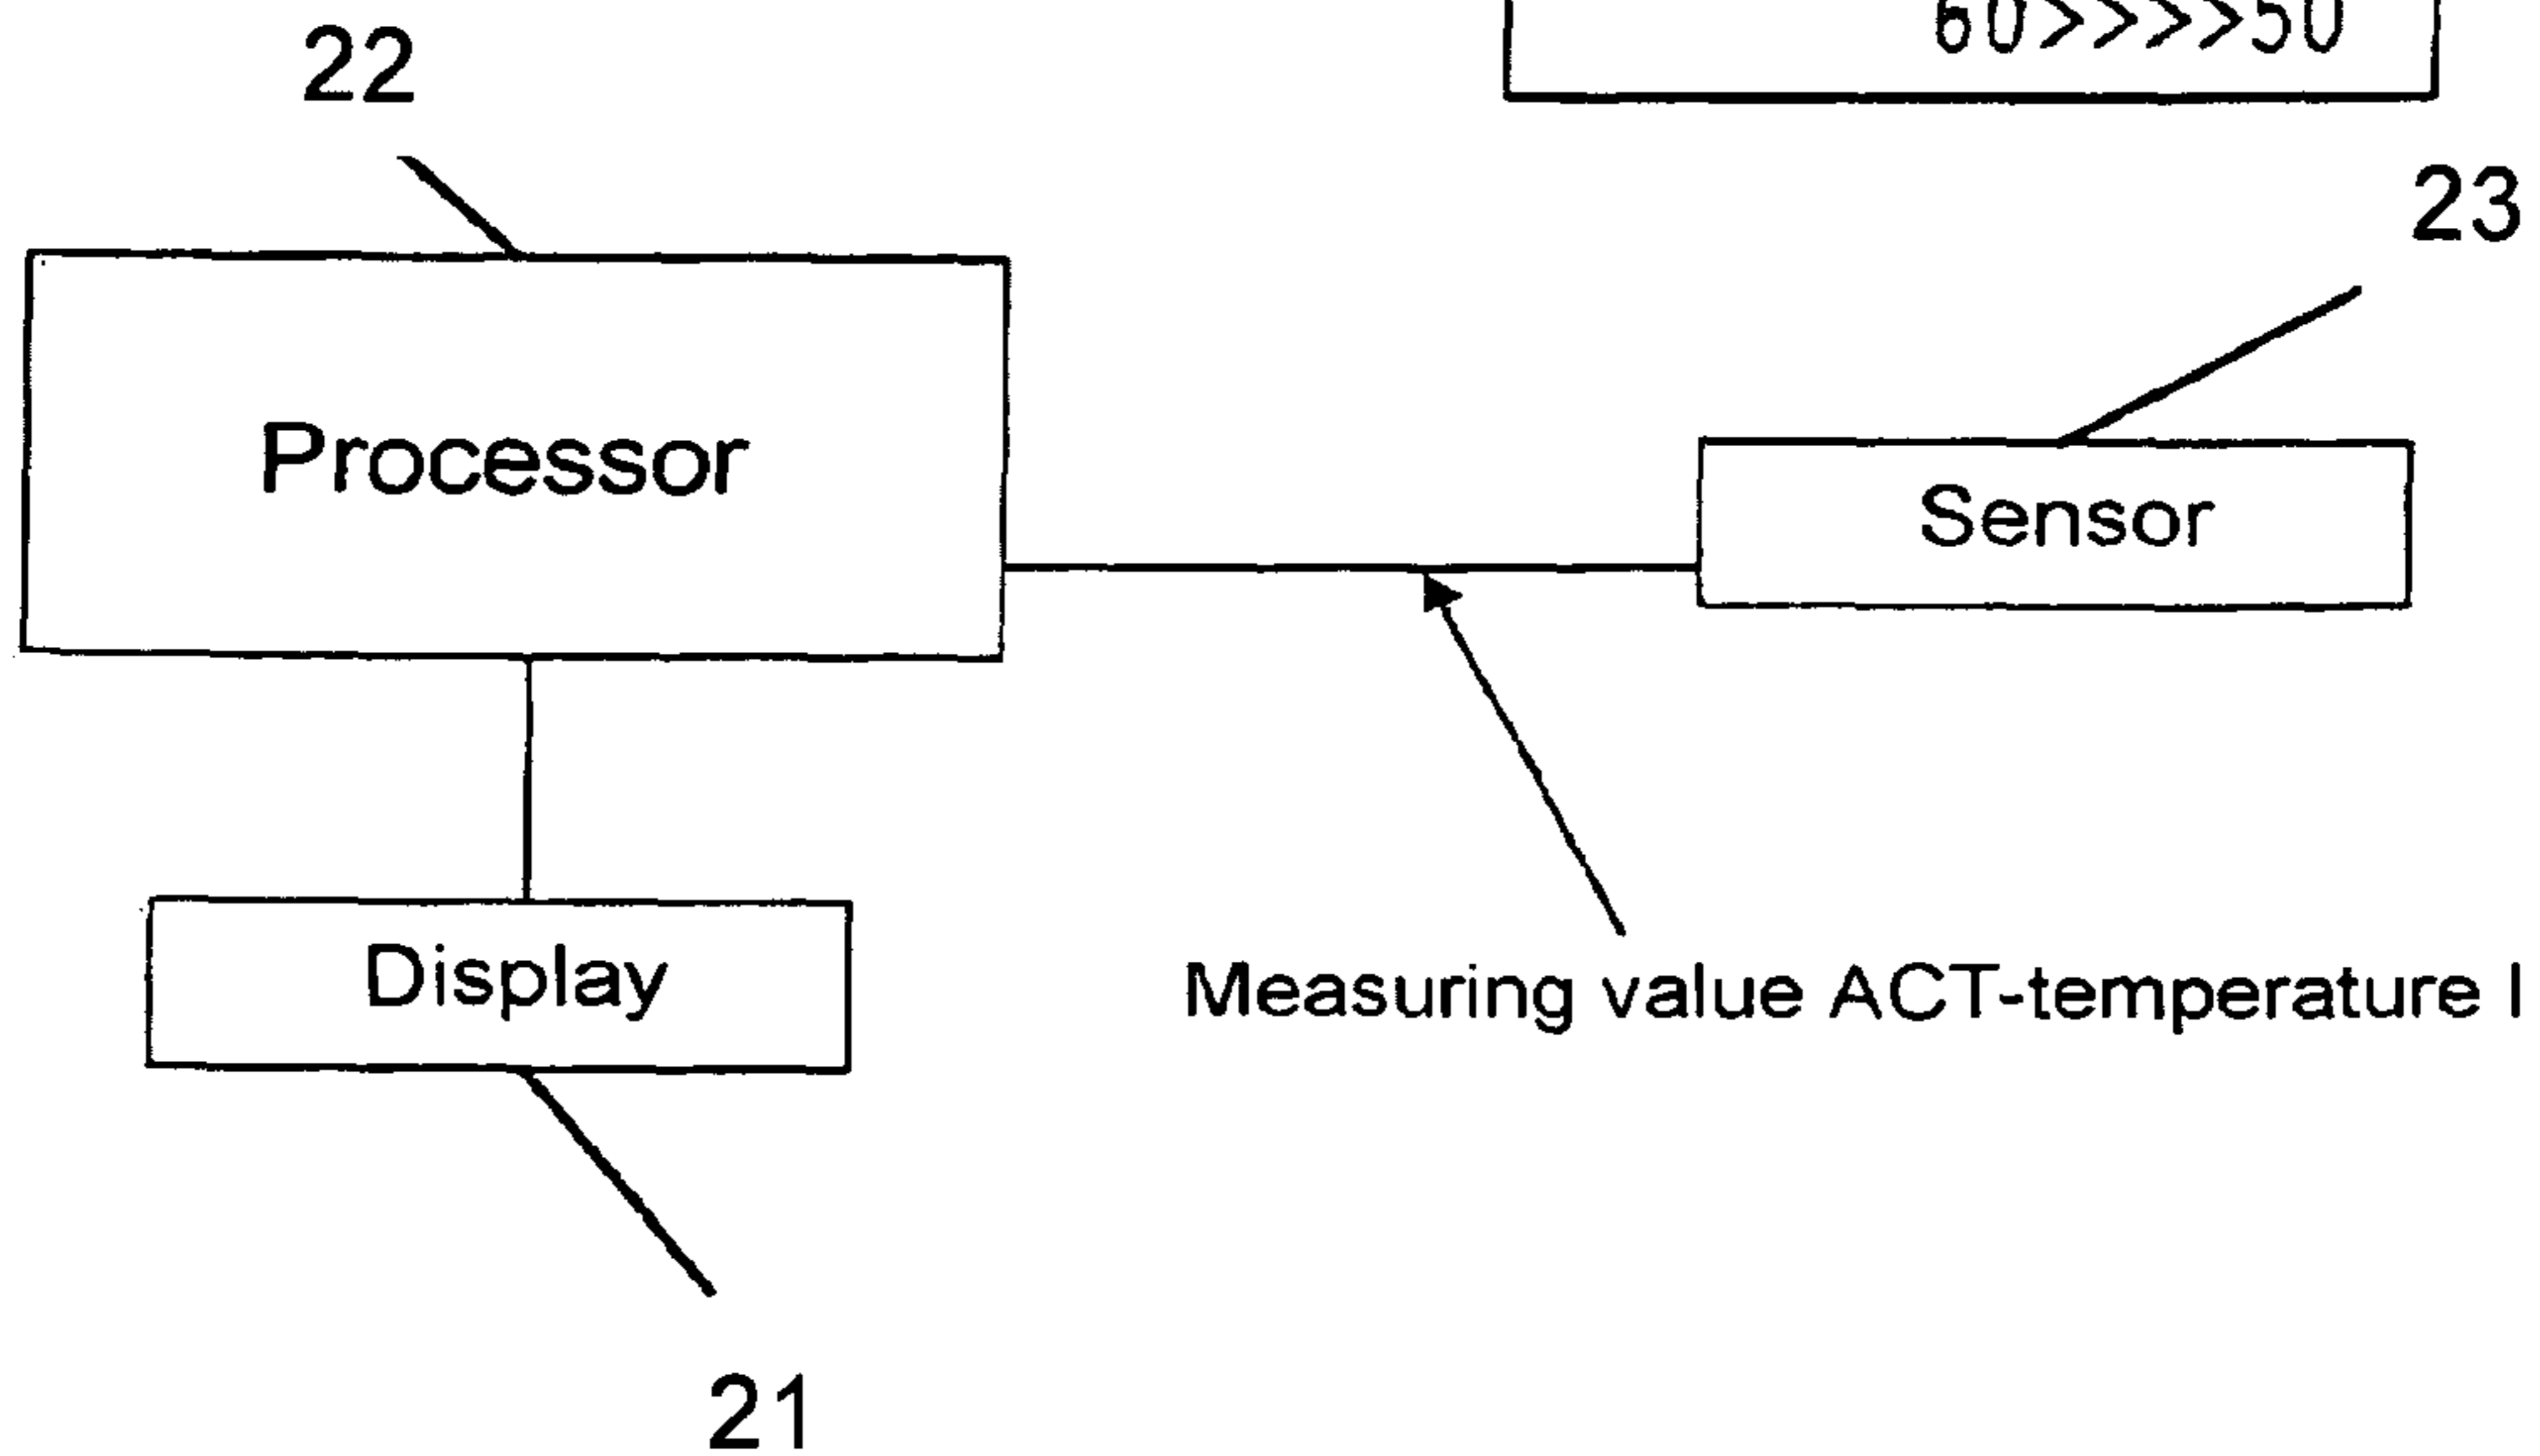 60>>>>50
22
23
Processor
Sensor
Display
Measuring value ACT-temperature I
21